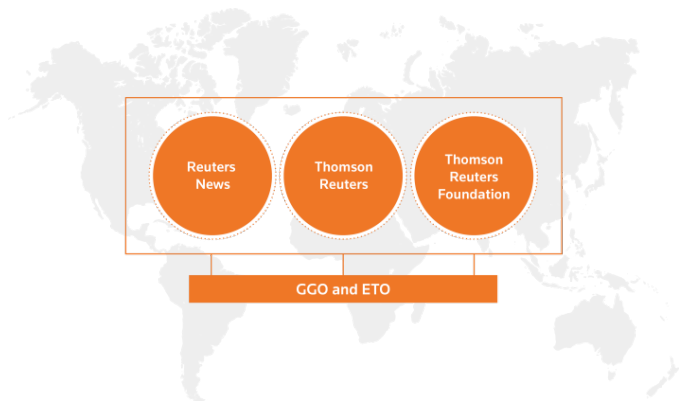 Reuters
News
Thomson
Reuters
Thomson
Reuters
Foundation
GGO and ETO